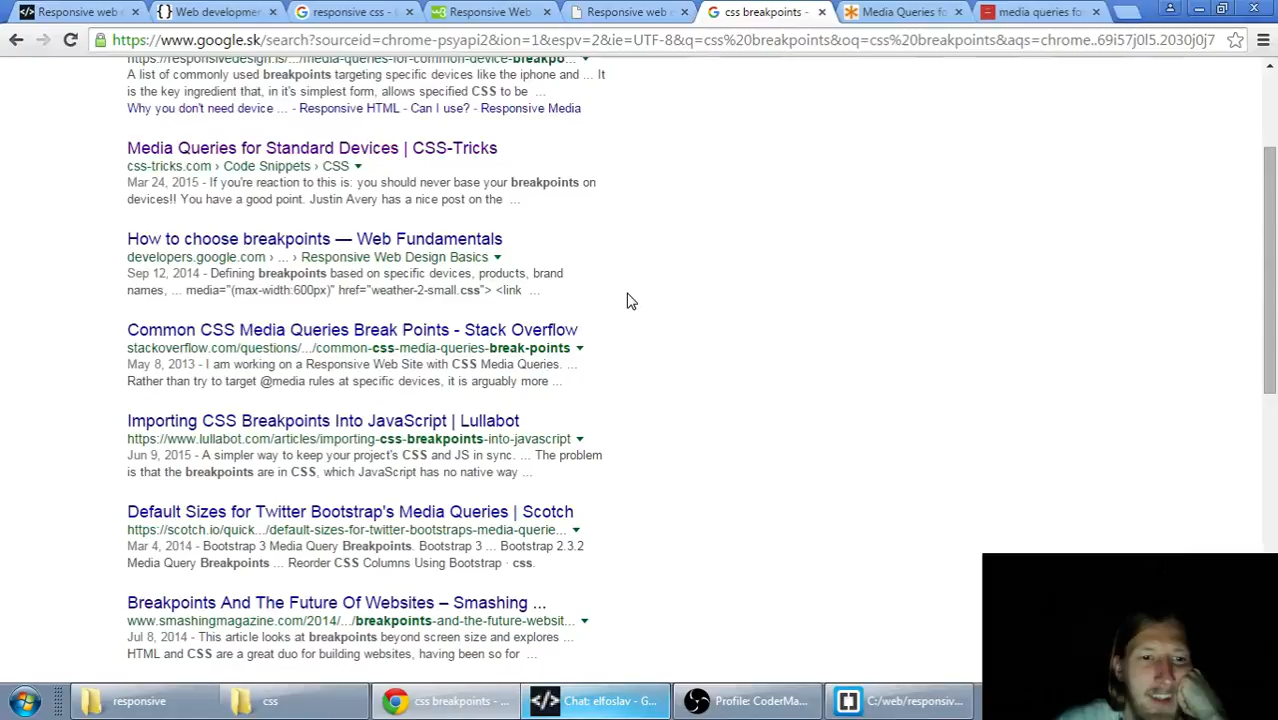 Responsive web
Web developmen
responsive css -
Responsive Web
Responsive web
css breakpoints -
Media Queries fo
media queries fo
https://www.google.sk/search?sourceid=chrome-psyapi2&ion=1&espv=2&ie=UTF-8&q=css%20breakpoints&oq=css%20breakpoints&aqs=chrome..69i57j0l5.2030j0j7
https://responsivedesign.is/.../media-queries-for-common-device-breakpo...
A list of commonly used breakpoints targeting specific devices like the iphone and ... It
is the key ingredient that, in it's simplest form, allows specified CSS to be ...
Why you don't need device ... - Responsive HTML - Can I use? - Responsive Media
Media Queries for Standard Devices | CSS-Tricks
css-tricks.com › Code Snippets › CSS
Mar 24, 2015 - If you're reaction to this is: you should never base your breakpoints on
devices!! You have a good point. Justin Avery has a nice post on the ...
How to choose breakpoints — Web Fundamentals
developers.google.com › ... › Responsive Web Design Basics
Sep 12, 2014 - Defining breakpoints based on specific devices, products, brand
names, ... media="(max-width:600px)" href="weather-2-small.css"> <link ...
Common CSS Media Queries Break Points - Stack Overflow
stackoverflow.com/questions/.../common-css-media-queries-break-points
May 8, 2013 - I am working on a Responsive Web Site with CSS Media Queries. ...
Rather than try to target @media rules at specific devices, it is arguably more ...
Importing CSS Breakpoints Into JavaScript | Lullabot
https://www.lullabot.com/articles/importing-css-breakpoints-into-javascript
Jun 9, 2015 - A simpler way to keep your project's CSS and JS in sync. ... The problem
is that the breakpoints are in CSS, which JavaScript has no native way ...
Default Sizes for Twitter Bootstrap's Media Queries | Scotch
https://scotch.io/quick.../default-sizes-for-twitter-bootstraps-media-querie...
Mar 4, 2014 - Bootstrap 3 Media Query Breakpoints. Bootstrap 3 ... Bootstrap 2.3.2
Media Query Breakpoints ... Reorder CSS Columns Using Bootstrap · css.
Breakpoints And The Future Of Websites – Smashing ...
www.smashingmagazine.com/2014/.../breakpoints-and-the-future-websit...
Jul 8, 2014 - This article looks at breakpoints beyond screen size and explores ...
HTML and CSS are a great duo for building websites, having been so for ...
responsive
css
css breakpoints - ...
Chat: elfoslav - G...
Profile: CoderMa...
C:/web/responsiv...